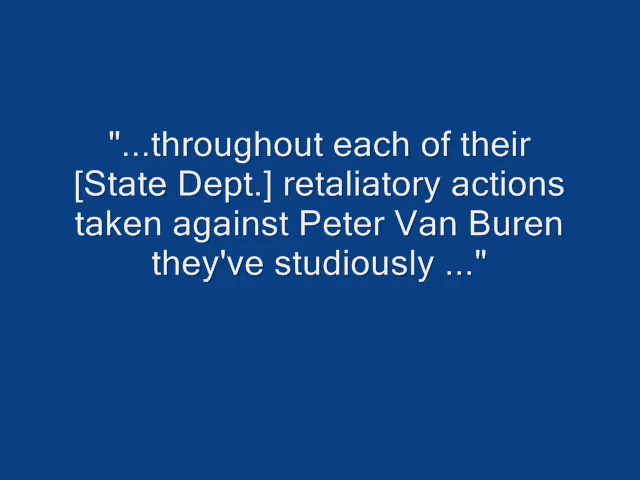 "...throughout each of their
[State Dept.] retaliatory actions
taken against Peter Van Buren
they've studiously ..."